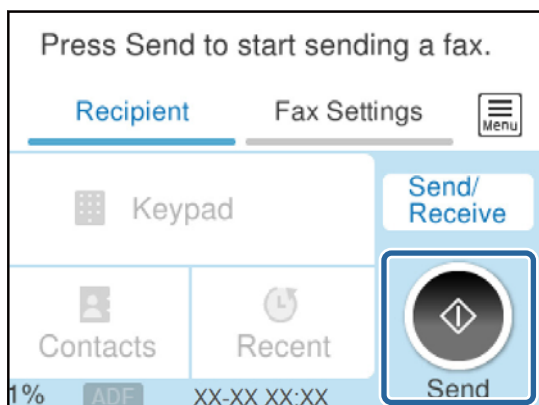 Press Send to start sending a fax.
Recipient
Fax Settings
Menu
Keypad
Send/
Receive
Contacts
Recent
Send
1%
ADF
XX-XX XX:XX